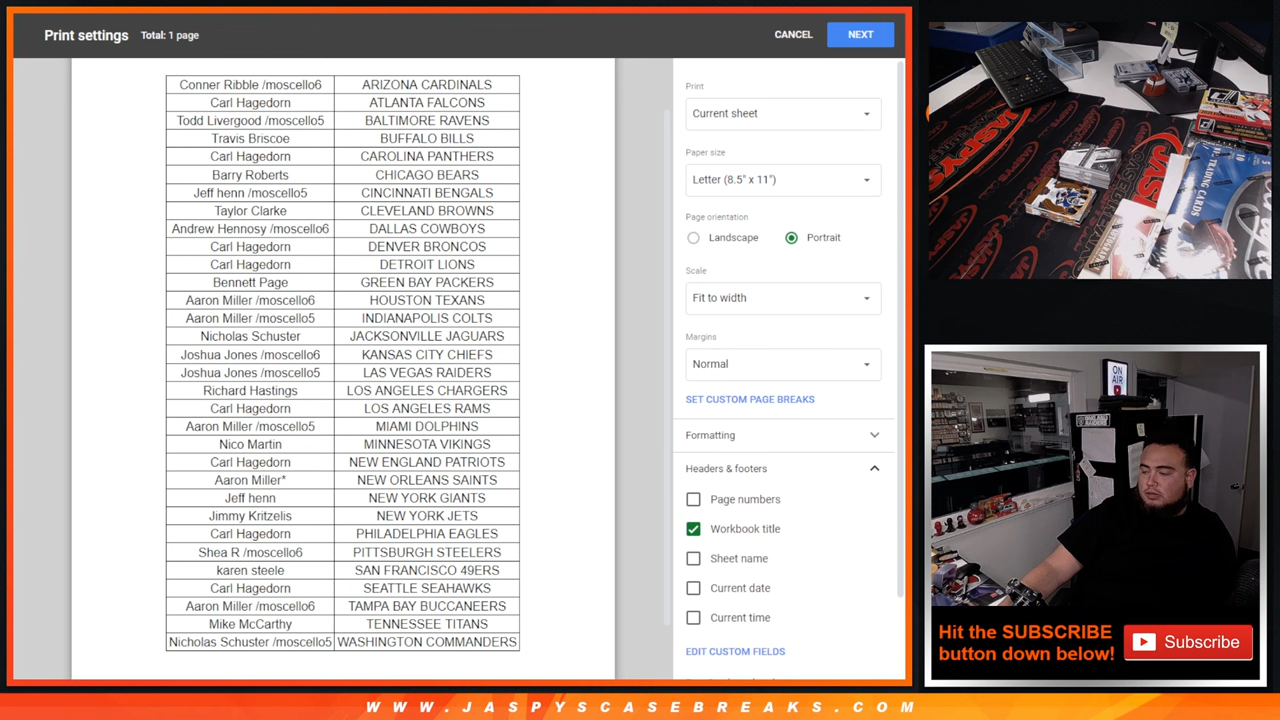 Print settings Total: 1 page CANCEL NEXT
Conner Ribble /moscello6 ARIZONA CARDINALS
Carl Hagedorn ATLANTA FALCONS
Todd Livergood /moscello5 BALTIMORE RAVENS
Travis Briscoe BUFFALO BILLS
Carl Hagedorn CAROLINA PANTHERS
Barry Roberts CHICAGO BEARS
Jeff henn /moscello5 CINCINNATI BENGALS
Taylor Clarke CLEVELAND BROWNS
Andrew Hennosy /moscello6 DALLAS COWBOYS
Carl Hagedorn DENVER BRONCOS
Carl Hagedorn DETROIT LIONS
Bennett Page GREEN BAY PACKERS
Aaron Miller /moscello6 HOUSTON TEXANS
Aaron Miller /moscello5 INDIANAPOLIS COLTS
Nicholas Schuster JACKSONVILLE JAGUARS
Joshua Jones /moscello6 KANSAS CITY CHIEFS
Joshua Jones /moscello5 LAS VEGAS RAIDERS
Richard Hastings LOS ANGELES CHARGERS
Carl Hagedorn LOS ANGELES RAMS
Aaron Miller /moscello5 MIAMI DOLPHINS
Nico Martin MINNESOTA VIKINGS
Carl Hagedorn NEW ENGLAND PATRIOTS
Aaron Miller* NEW ORLEANS SAINTS
Jeff henn NEW YORK GIANTS
Jimmy Kritzelis NEW YORK JETS
Carl Hagedorn PHILADELPHIA EAGLES
Shea R /moscello6 PITTSBURGH STEELERS
karen steele SAN FRANCISCO 49ERS
Carl Hagedorn SEATTLE SEAHAWKS
Aaron Miller /moscello6 TAMPA BAY BUCCANEERS
Mike McCarthy TENNESSEE TITANS
Nicholas Schuster /moscello5 WASHINGTON COMMANDERS
Print
Current sheet
Paper size
Letter (8.5" x 11")
Page orientation
Landscape Portrait
Scale
Fit to width
Margins
Normal
SET CUSTOM PAGE BREAKS
Formatting
Headers & footers
Page numbers
Workbook title
Sheet name
Current date
Current time
EDIT CUSTOM FIELDS
TRADING CARDS
ON
AIR
Hit the SUBSCRIBE
button down below!
Subscribe
WWW.JASPYSCASEBREAKS.COM